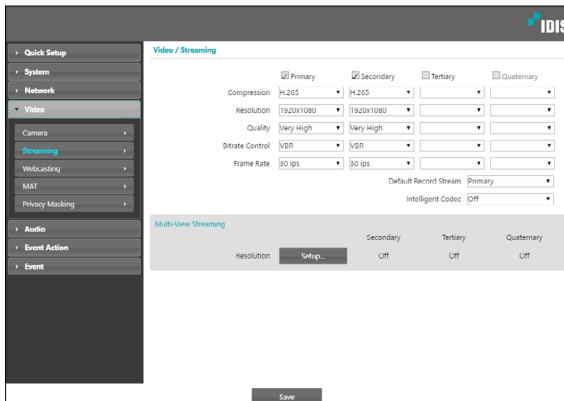 IDIS
Quick Setup
System
Network
Video
Camera
Streaming
Webcasting
MAT
Privacy Masking
Audio
Event Action
Event
Video / Streaming
Primary Secondary Tertiary Quaternary
Compression H.265 H.265
Resolution 1920x1080 1920x1080
Quality Very High Very High
Bitrate Control VBR VBR
Frame Rate 30 ips 30 ips
Default Record Stream Primary
Intelligent Codec Off
Multi-View Streaming
Secondary Tertiary Quaternary
Resolution Setup... Off Off Off
Save